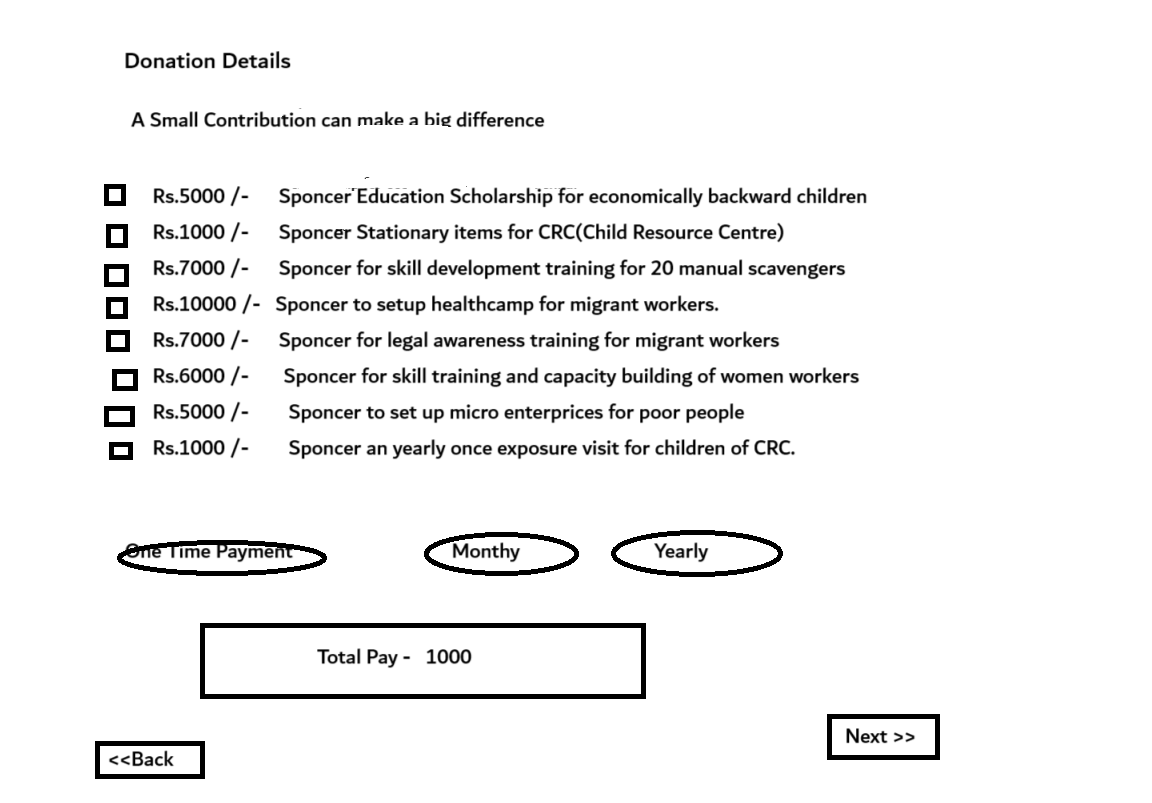 Donation Details
A Small Contribution can make a big difference
Rs.5000 /- Sponcer Education Scholarship for economically backward children
Rs.1000 /- Sponcer Stationary items for CRC(Child Resource Centre)
Rs.7000 /- Sponcer for skill development training for 20 manual scavengers
Rs.10000 /- Sponcer to setup healthcamp for migrant workers.
Rs.7000 /- Sponcer for legal awareness training for migrant workers
Rs.6000 /- Sponcer for skill training and capacity building of women workers
Rs.5000 /- Sponcer to set up micro enterprices for poor people
Rs.1000 /- Sponcer an yearly once exposure visit for children of CRC.
One Time Payment Monthy Yearly
Total Pay - 1000
Next >>
<<Back